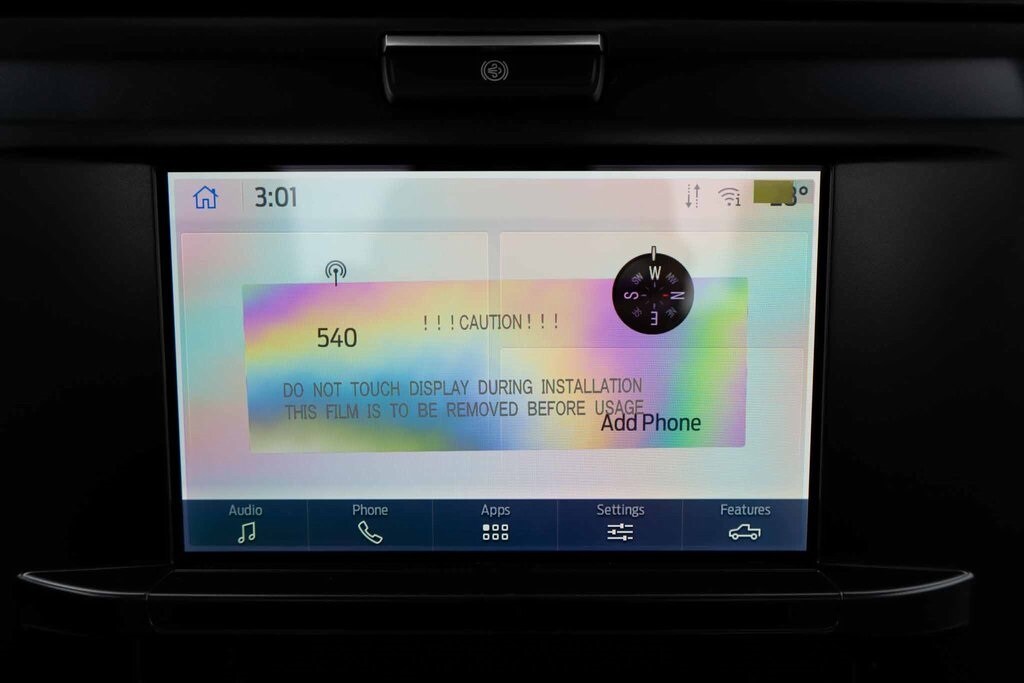 3:01
540
W
N
E
S
!!!CAUTION!!!
DO NOT TOUCH DISPLAY DURING INSTALLATION
THIS FILM IS TO BE REMOVED BEFORE USAGE
Add Phone
Audio
Phone
Apps
Settings
Features